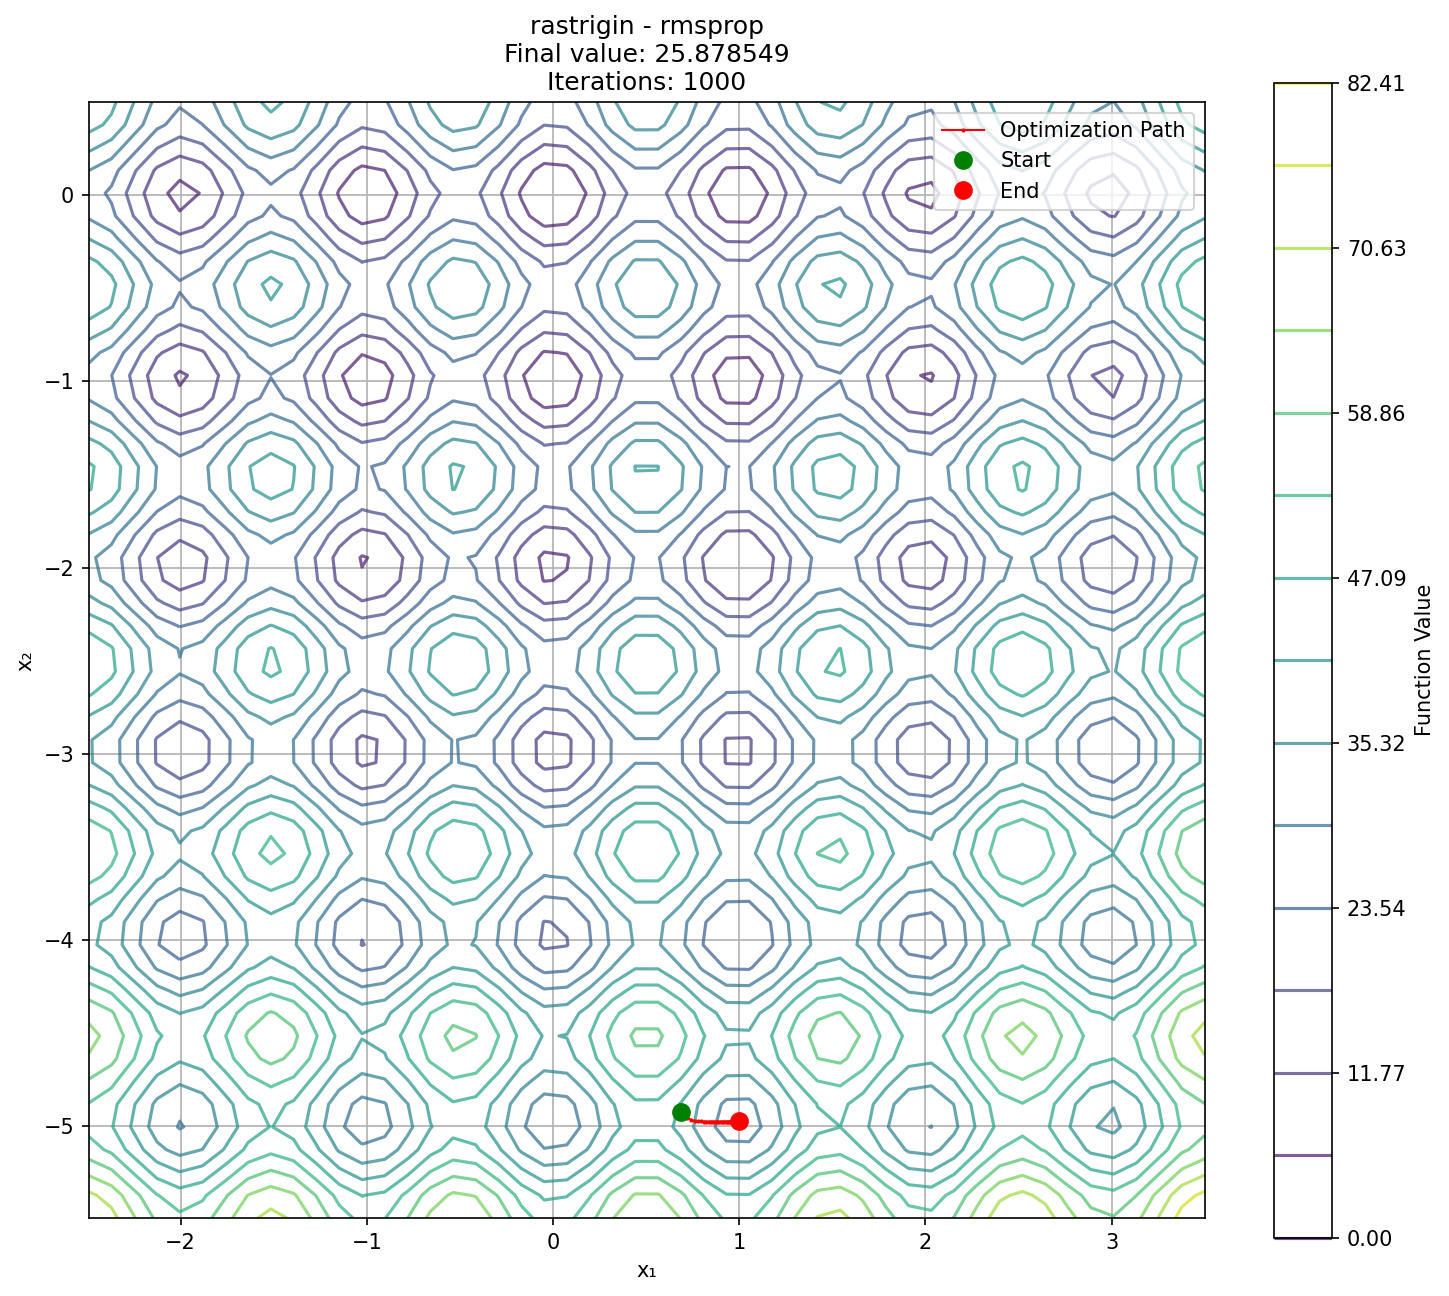 rastrigin - rmsprop
Final value: 25.878549
Iterations: 1000
Optimization Path
Start
End
82.41
70.63
58.86
47.09
35.32
23.54
11.77
0.00
Function Value
0
−1
−2
−3
−4
−5
x₂
−2
−1
0
1
2
3
x₁